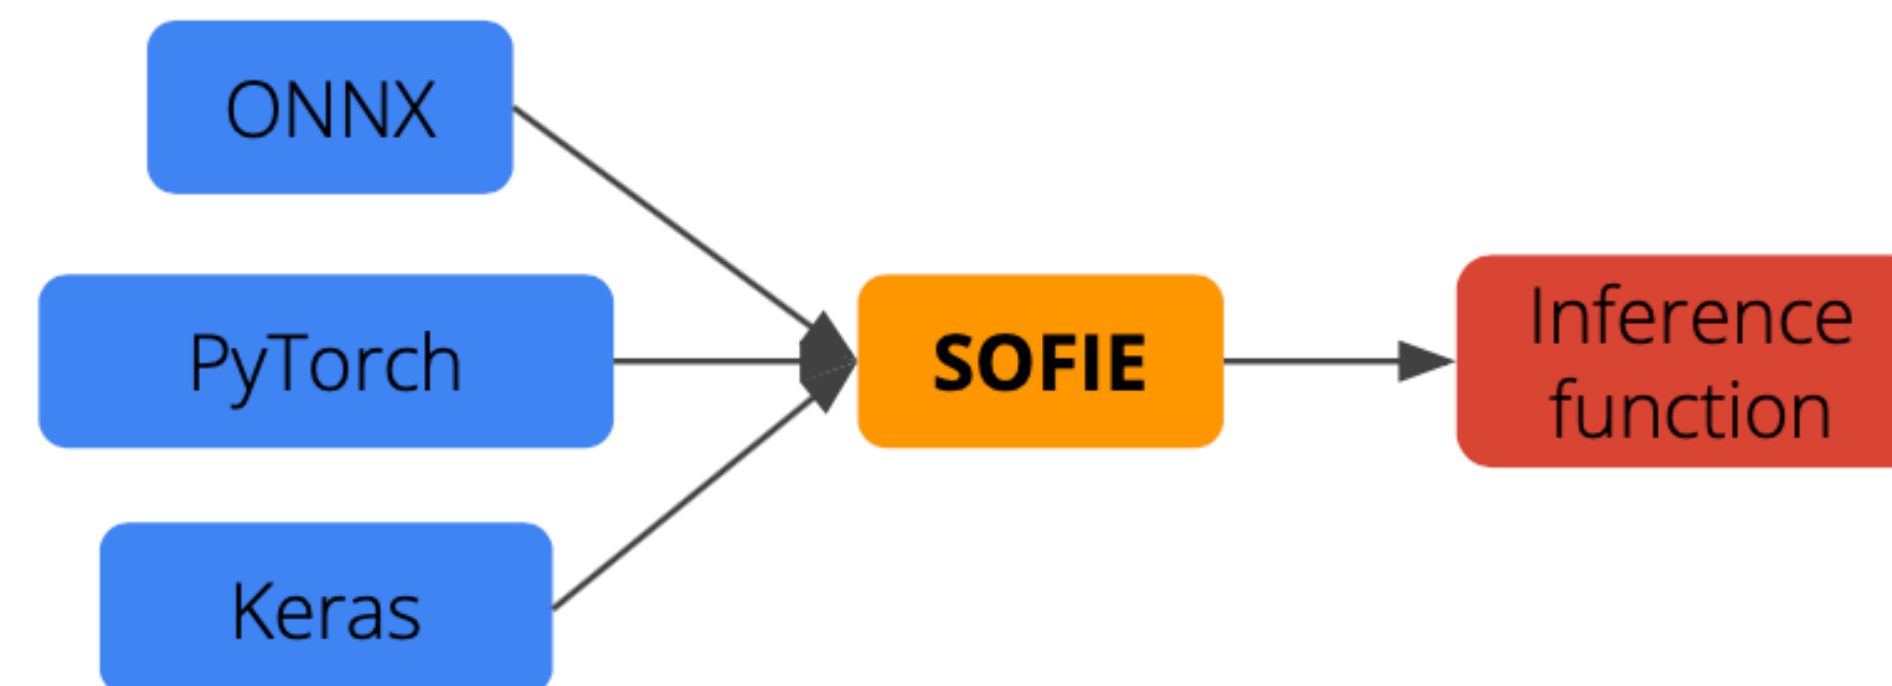 ONNX
PyTorch
SOFIE
Inference
function
Keras